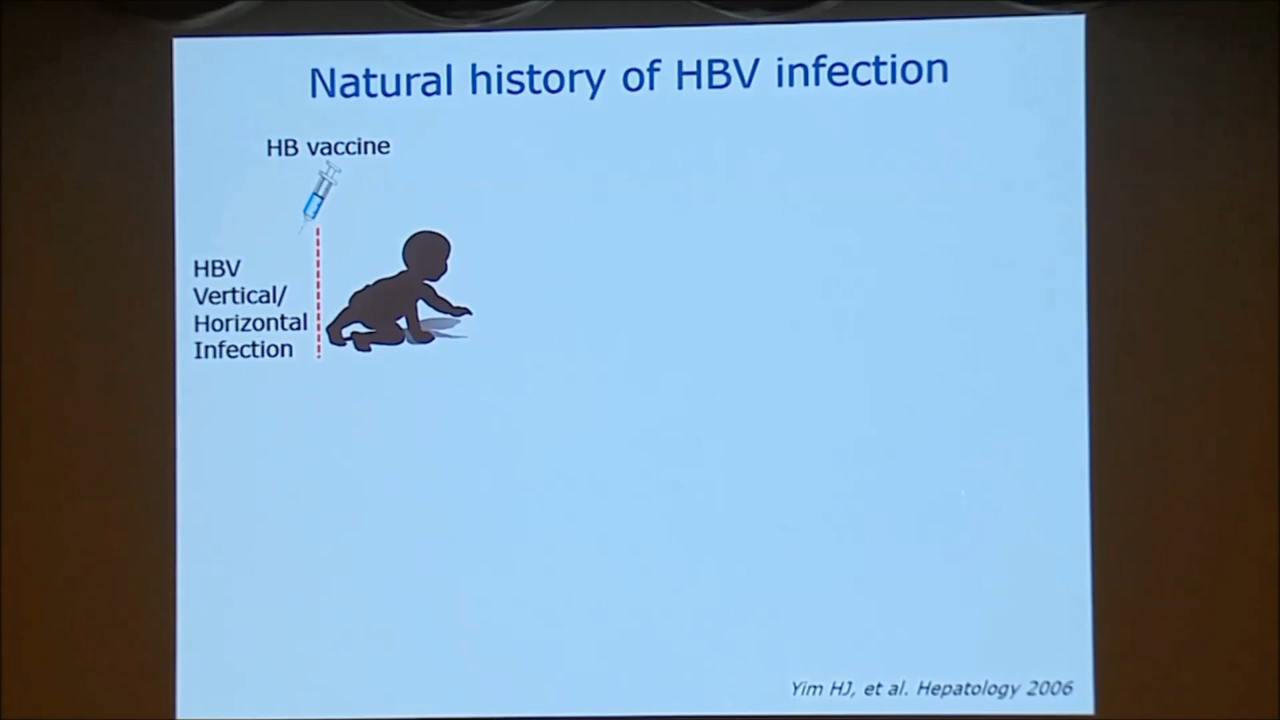 Natural history of HBV infection
HB vaccine
HBV
Vertical/
Horizontal
Infection
Yim HJ, et al. Hepatology 2006